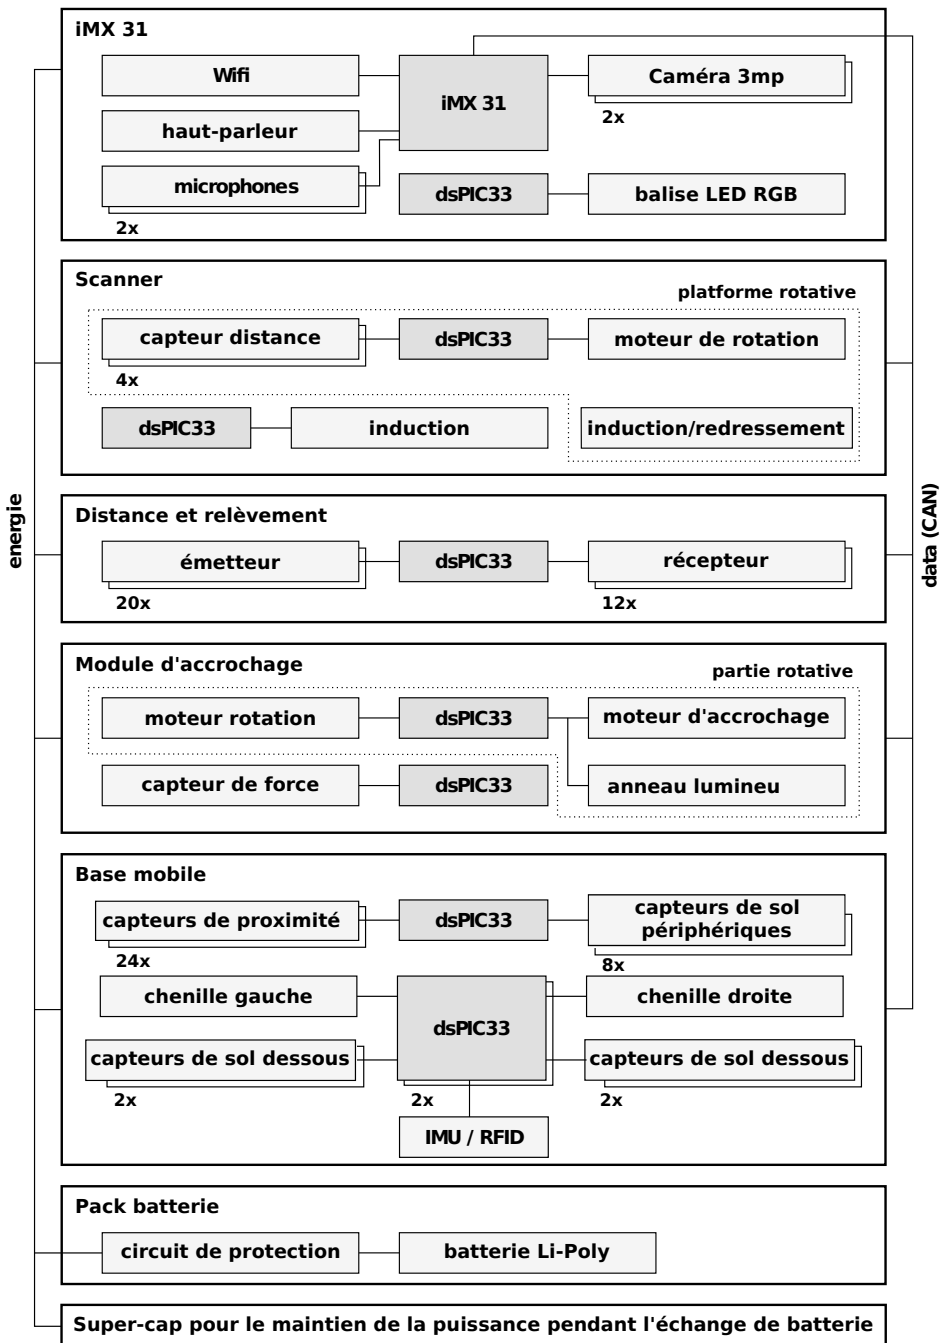 iMX 31
Wifi
iMX 31
Caméra 3mp
2x
haut-parleur
microphones
2x
dsPIC33
balise LED RGB
Scanner
platforme rotative
capteur distance
4x
dsPIC33
moteur de rotation
dsPIC33
induction
induction/redressement
energie
data (CAN)
Distance et relèvement
émetteur
20x
dsPIC33
récepteur
12x
Module d'accrochage
partie rotative
moteur rotation
dsPIC33
moteur d'accrochage
capteur de force
dsPIC33
anneau lumineu
Base mobile
capteurs de proximité
24x
dsPIC33
capteurs de sol
périphériques
8x
chenille gauche
dsPIC33
2x
chenille droite
capteurs de sol dessous
2x
capteurs de sol dessous
2x
IMU / RFID
Pack batterie
circuit de protection
batterie Li-Poly
Super-cap pour le maintien de la puissance pendant l'échange de batterie